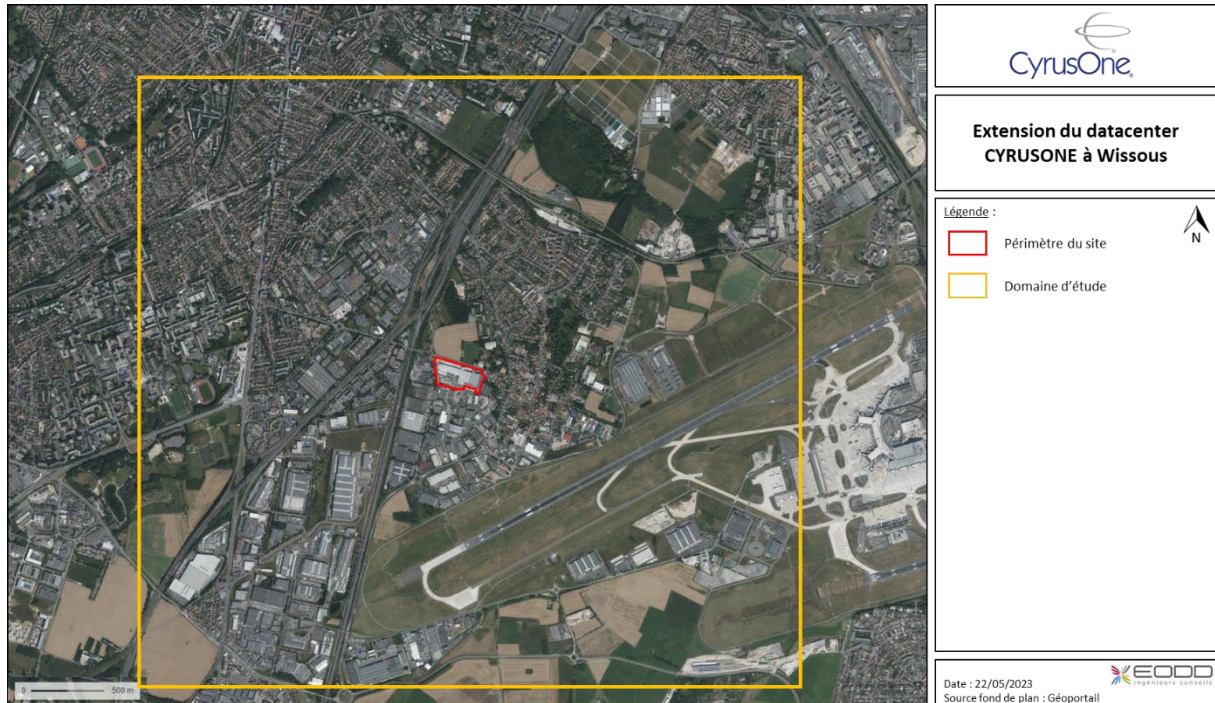 CyrusOne
Extension du datacenter
CYRUSONE à Wissous
Légende :
N
Périmètre du site
Domaine d'étude
0 500 m
EODD
ingénieurs conseils
Date : 22/05/2023
Source fond de plan : Géoportail